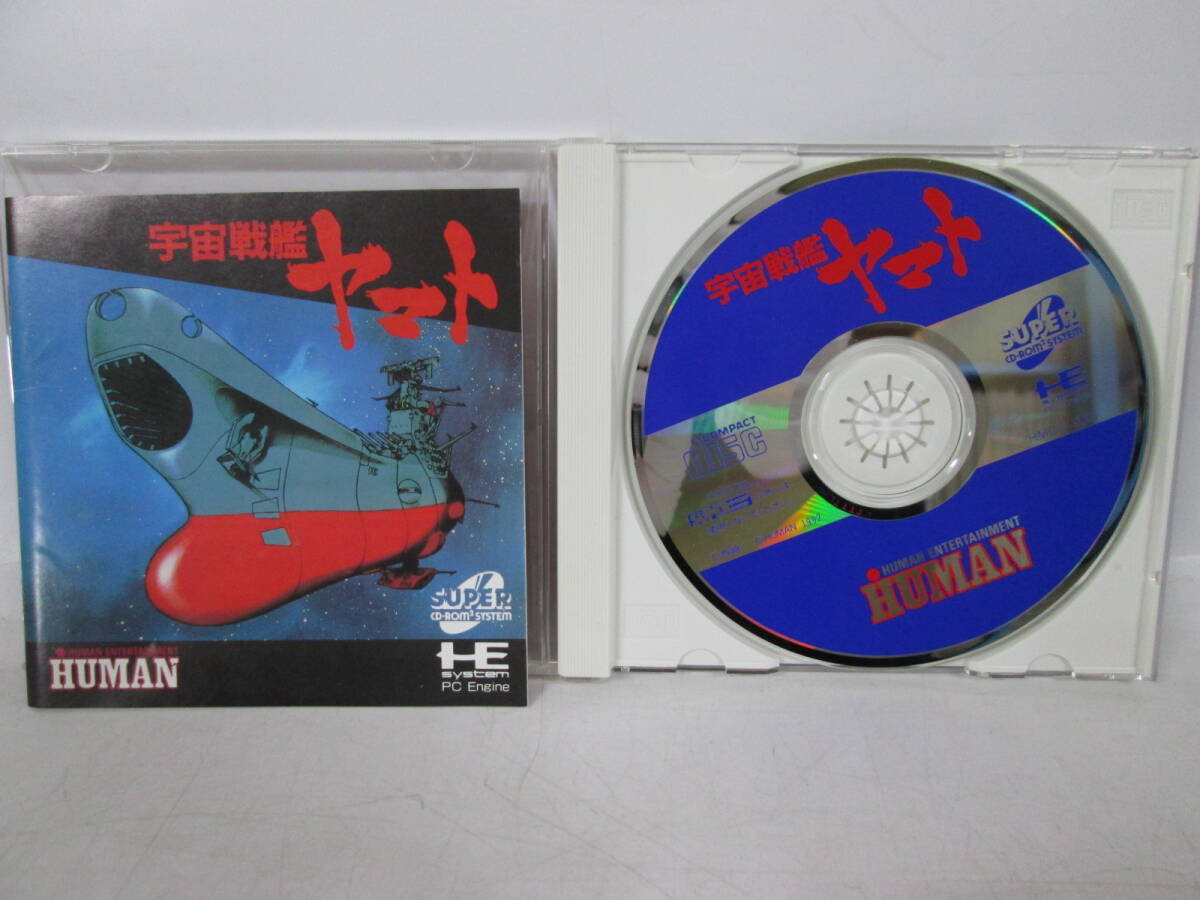 宇宙戦艦
ヤマト
SUPER
CD-ROM² SYSTEM
HUMAN ENTERTAINMENT
HUMAN
HE
system
PC Engine
宇宙戦艦
ヤマト
SUPER
CD-ROM² SYSTEM
HE
COMPACT
disc
HUMAN ENTERTAINMENT
HUMAN